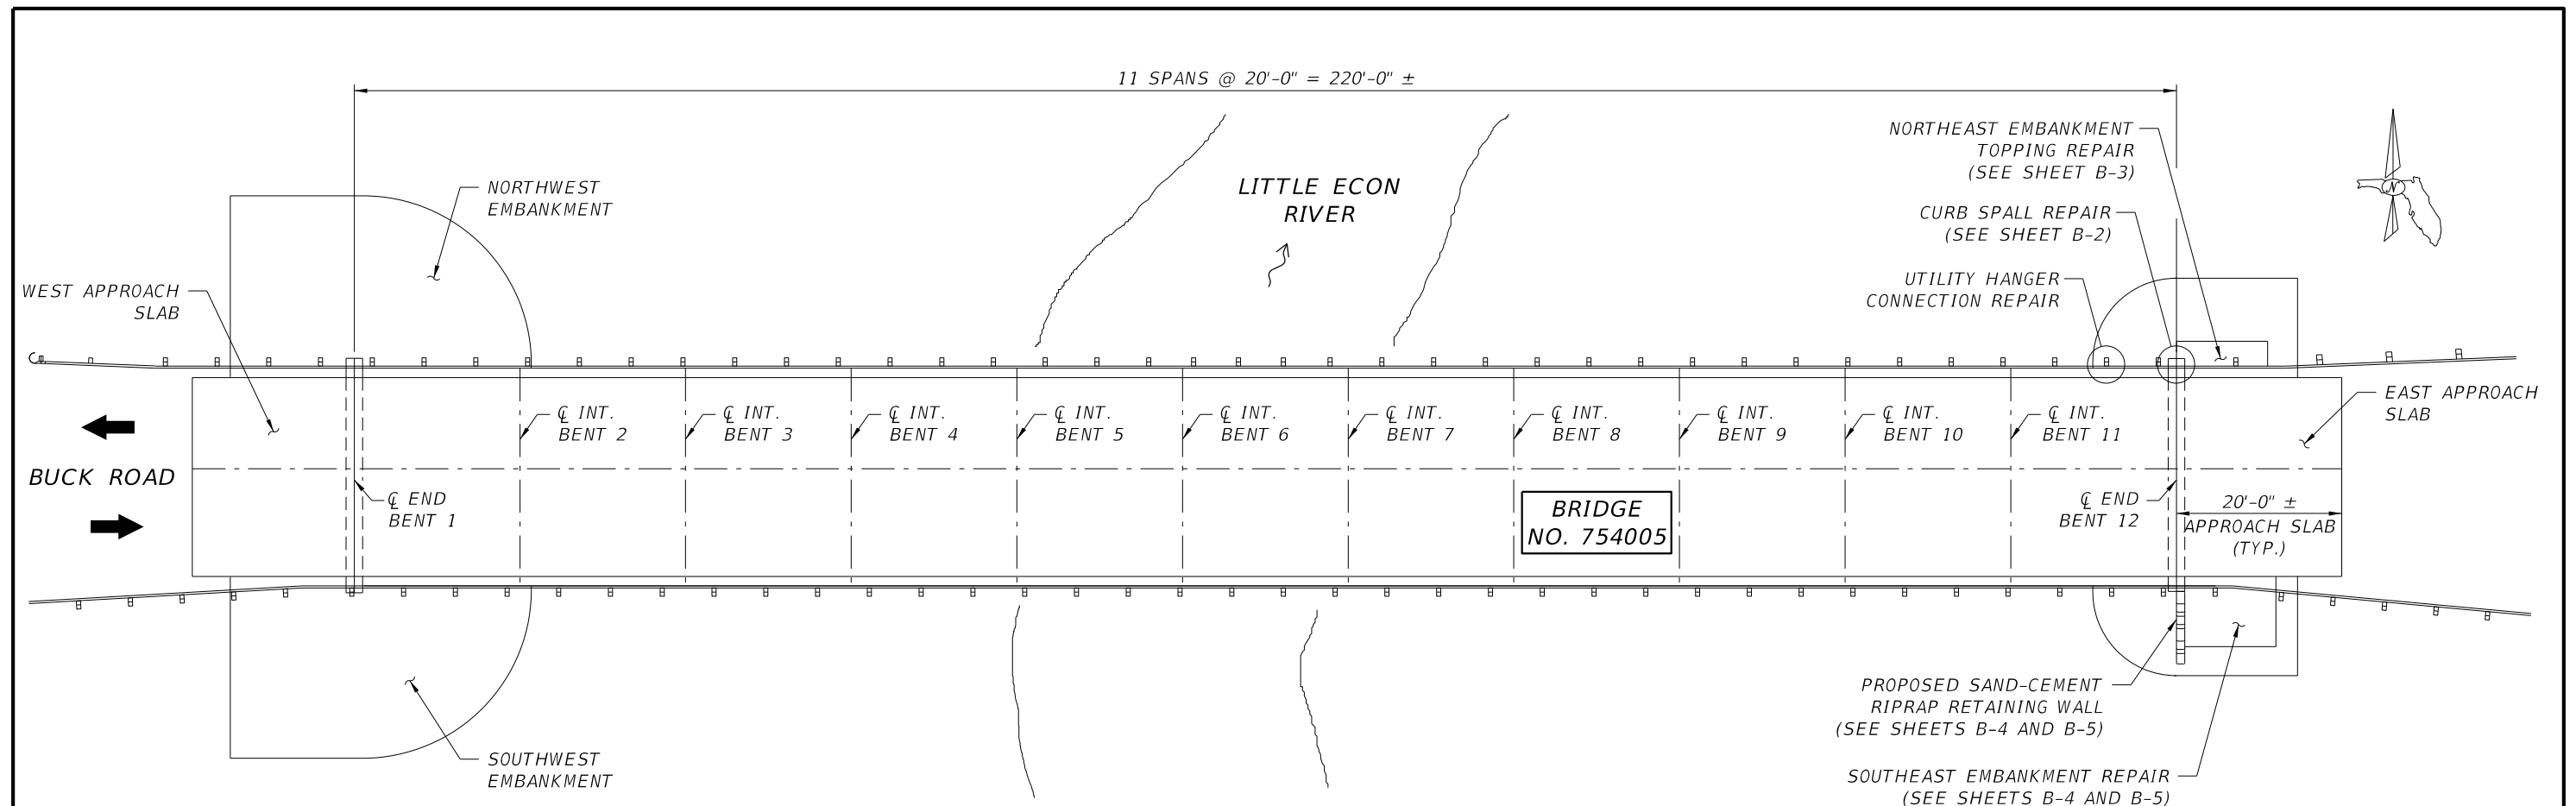 11 SPANS @ 20'-0" = 220'-0" ±
NORTHEAST EMBANKMENT
TOPPING REPAIR
(SEE SHEET B-3)
NORTHWEST
EMBANKMENT
LITTLE ECON
RIVER
N
CURB SPALL REPAIR
(SEE SHEET B-2)
UTILITY HANGER
CONNECTION REPAIR
WEST APPROACH
SLAB
EAST APPROACH
SLAB
℄ INT.
BENT 2
℄ INT.
BENT 3
℄ INT.
BENT 4
℄ INT.
BENT 5
℄ INT.
BENT 6
℄ INT.
BENT 7
℄ INT.
BENT 8
℄ INT.
BENT 9
℄ INT.
BENT 10
℄ INT.
BENT 11
BUCK ROAD
℄ END
BENT 1
BRIDGE
NO. 754005
℄ END
BENT 12
20'-0" ±
APPROACH SLAB
(TYP.)
PROPOSED SAND-CEMENT
RIPRAP RETAINING WALL
(SEE SHEETS B-4 AND B-5)
SOUTHWEST
EMBANKMENT
SOUTHEAST EMBANKMENT REPAIR
(SEE SHEETS B-4 AND B-5)